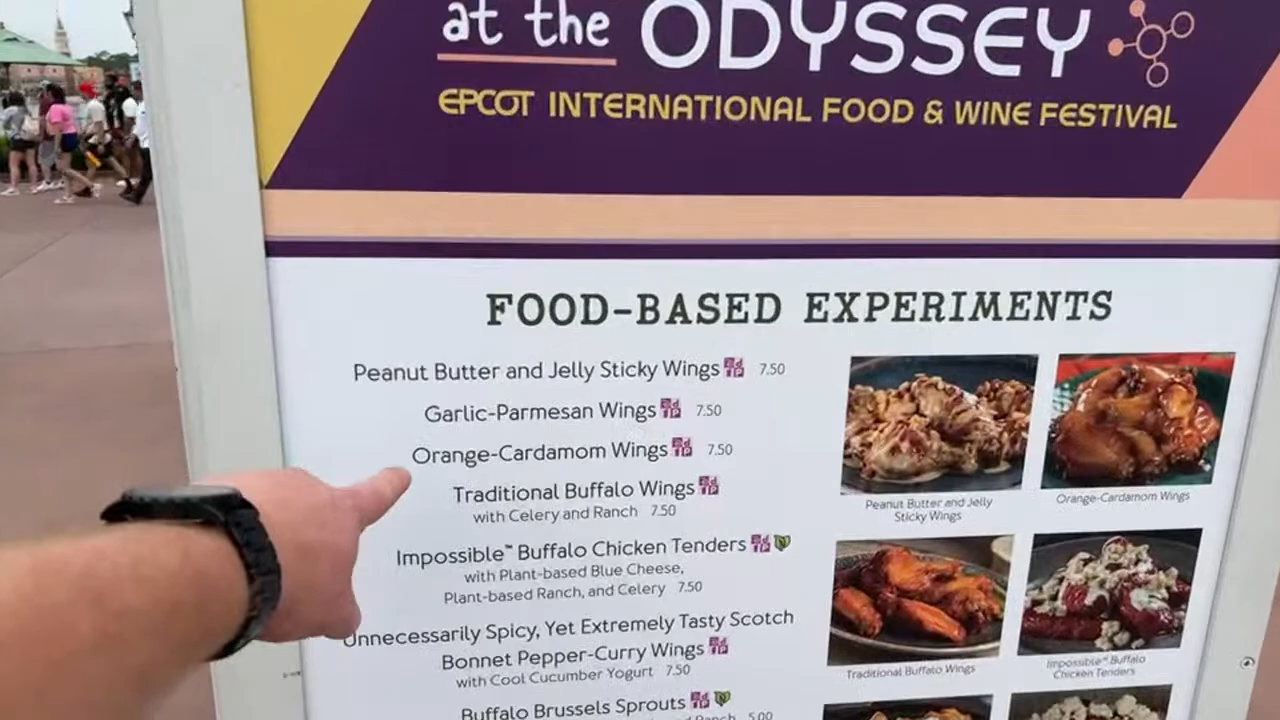 at the ODYSSEY
EPCOT INTERNATIONAL FOOD & WINE FESTIVAL
FOOD-BASED EXPERIMENTS
Peanut Butter and Jelly Sticky Wings 7.50
Garlic-Parmesan Wings 7.50
Orange-Cardamom Wings 7.50
Traditional Buffalo Wings
with Celery and Ranch 7.50
Impossible™ Buffalo Chicken Tenders
with Plant-based Blue Cheese,
Plant-based Ranch, and Celery 7.50
Unnecessarily Spicy, Yet Extremely Tasty Scotch
Bonnet Pepper-Curry Wings
with Cool Cucumber Yogurt 7.50
Buffalo Brussels Sprouts
Ranch 5.00
Peanut Butter and Jelly
Sticky Wings
Orange-Cardamom Wings
Traditional Buffalo Wings
Impossible™ Buffalo
Chicken Tenders